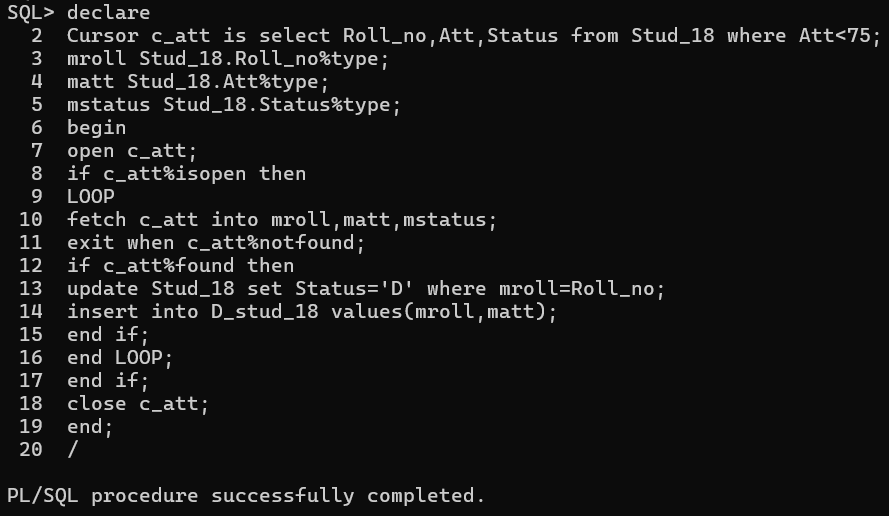 SQL> declare
  2  Cursor c_att is select Roll_no,Att,Status from Stud_18 where Att<75;
  3  mroll Stud_18.Roll_no%type;
  4  matt Stud_18.Att%type;
  5  mstatus Stud_18.Status%type;
  6  begin
  7  open c_att;
  8  if c_att%isopen then
  9  LOOP
 10  fetch c_att into mroll,matt,mstatus;
 11  exit when c_att%notfound;
 12  if c_att%found then
 13  update Stud_18 set Status='D' where mroll=Roll_no;
 14  insert into D_stud_18 values(mroll,matt);
 15  end if;
 16  end LOOP;
 17  end if;
 18  close c_att;
 19  end;
 20  /
PL/SQL procedure successfully completed.